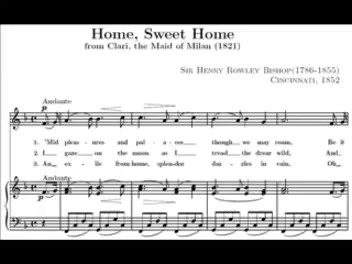 Home, Sweet Home
from Clari, the Maid of Milan (1821)
Sir Henry Rowley Bishop(1786-1855)
Cincinnati, 1852
Andante
p
1. 'Mid pleas - ures and pal - a - ces though we may roam, Be it
2. I gaze on the moon as I tread the drear wild, And
3. An ex - ile from home, splen-dor daz - zles in vain, Oh,
Andante
p